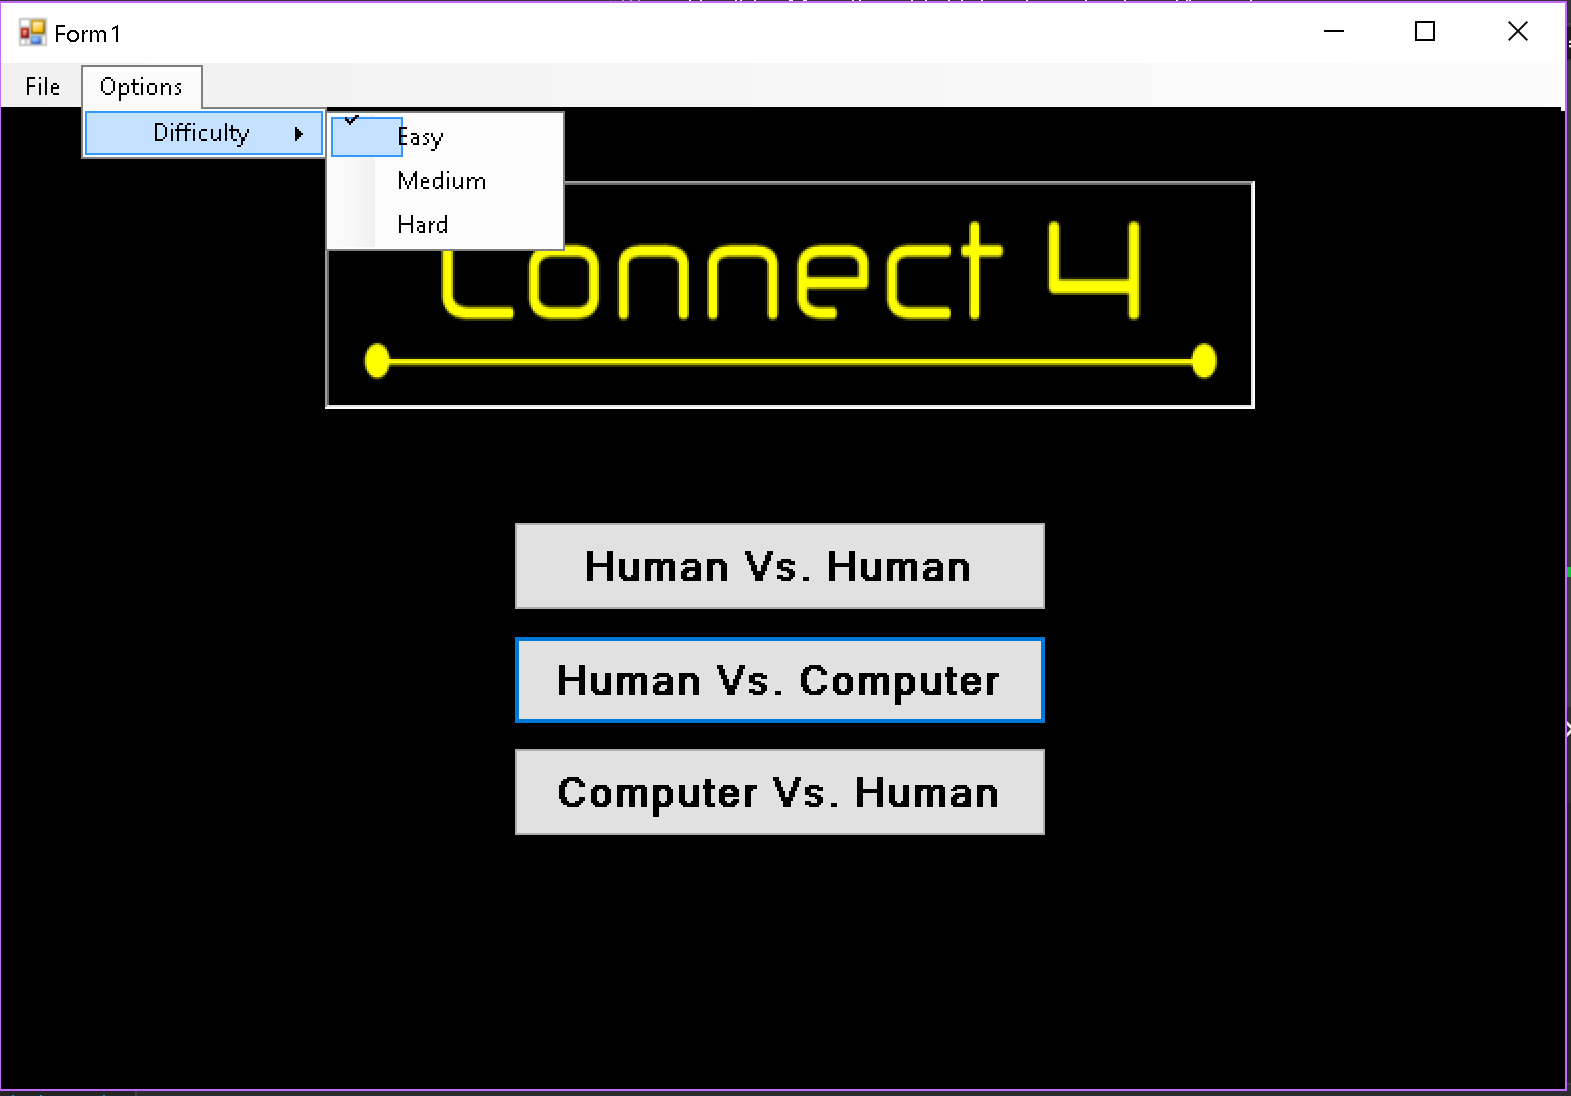 Form1
File Options
Difficulty
Easy
Medium
Hard
Connect 4
Human Vs. Human
Human Vs. Computer
Computer Vs. Human